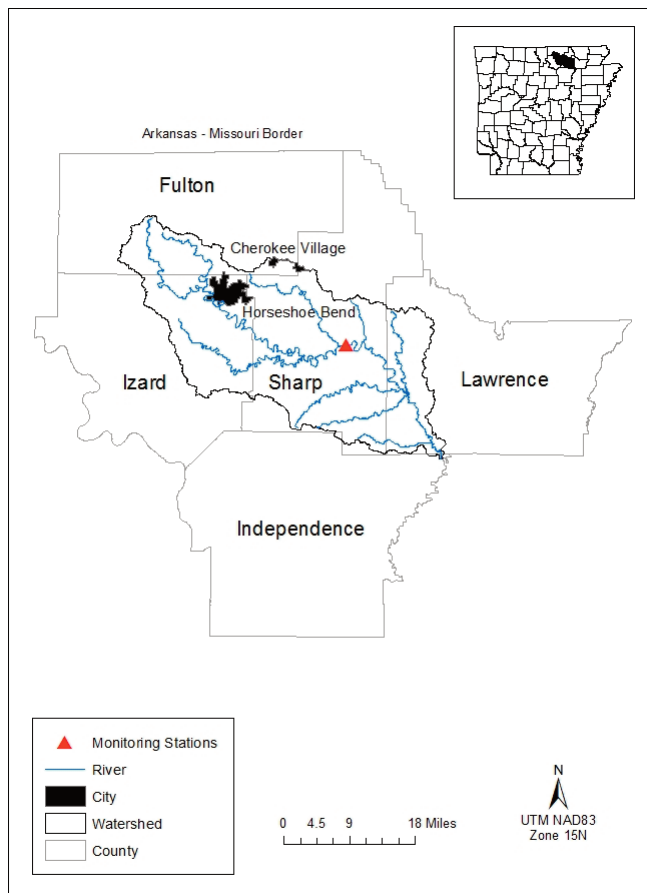 Arkansas - Missouri Border
Fulton
Cherokee Village
Horseshoe Bend
Izard
Sharp
Lawrence
Independence
Monitoring Stations
River
City
Watershed
County
0 4.5 9 18 Miles
N
UTM NAD83
Zone 15N